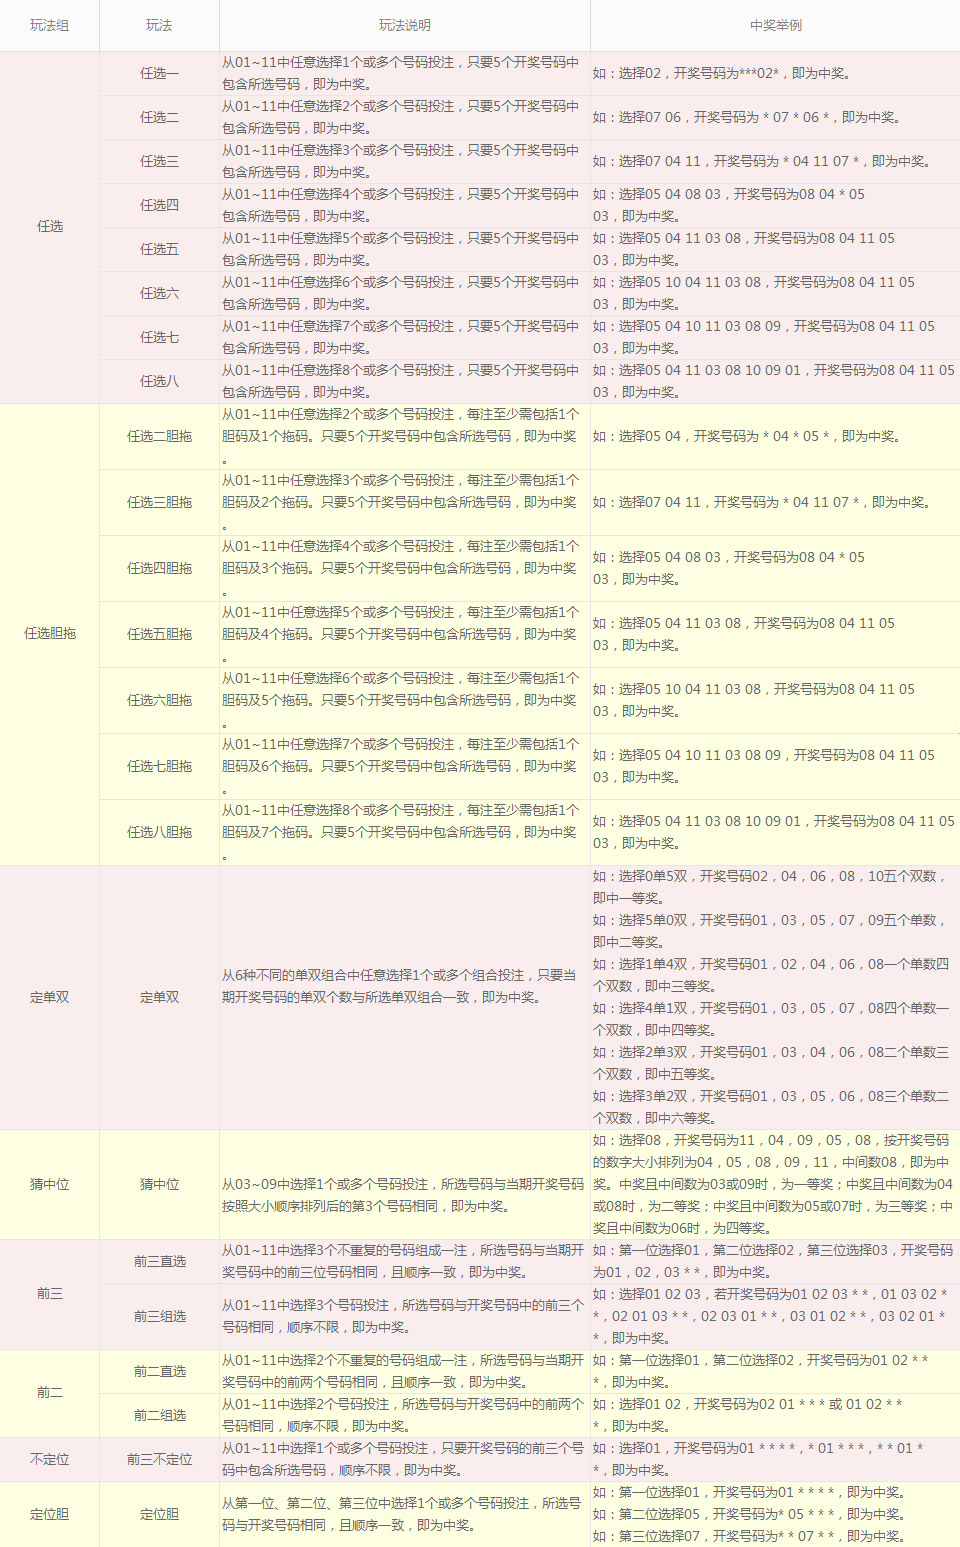 玩法组
玩法
玩法说明
中奖举例
任选
任选一
从01~11中任意选择1个或多个号码投注，只要5个开奖号码中
包含所选号码，即为中奖。
如：选择02，开奖号码为***02*，即为中奖。
任选二
从01~11中任意选择2个或多个号码投注，只要5个开奖号码中
包含所选号码，即为中奖。
如：选择07 06，开奖号码为 * 07 * 06 *，即为中奖。
任选三
从01~11中任意选择3个或多个号码投注，只要5个开奖号码中
包含所选号码，即为中奖。
如：选择07 04 11，开奖号码为 * 04 11 07 *，即为中奖。
任选四
从01~11中任意选择4个或多个号码投注，只要5个开奖号码中
包含所选号码，即为中奖。
如：选择05 04 08 03，开奖号码为08 04 * 05
03，即为中奖。
任选五
从01~11中任意选择5个或多个号码投注，只要5个开奖号码中
包含所选号码，即为中奖。
如：选择05 04 11 03 08，开奖号码为08 04 11 05
03，即为中奖。
任选六
从01~11中任意选择6个或多个号码投注，只要5个开奖号码中
包含所选号码，即为中奖。
如：选择05 10 04 11 03 08，开奖号码为08 04 11 05
03，即为中奖。
任选七
从01~11中任意选择7个或多个号码投注，只要5个开奖号码中
包含所选号码，即为中奖。
如：选择05 04 10 11 03 08 09，开奖号码为08 04 11 05
03，即为中奖。
任选八
从01~11中任意选择8个或多个号码投注，只要5个开奖号码中
包含所选号码，即为中奖。
如：选择05 04 11 03 08 10 09 01，开奖号码为08 04 11 05
03，即为中奖。
任选胆拖
任选二胆拖
从01~11中任意选择2个或多个号码投注，每注至少需包括1个
胆码及1个拖码。只要5个开奖号码中包含所选号码，即为中奖
。
如：选择05 04，开奖号码为 * 04 * 05 *，即为中奖。
任选三胆拖
从01~11中任意选择3个或多个号码投注，每注至少需包括1个
胆码及2个拖码。只要5个开奖号码中包含所选号码，即为中奖
。
如：选择07 04 11，开奖号码为 * 04 11 07 *，即为中奖。
任选四胆拖
从01~11中任意选择4个或多个号码投注，每注至少需包括1个
胆码及3个拖码。只要5个开奖号码中包含所选号码，即为中奖
。
如：选择05 04 08 03，开奖号码为08 04 * 05
03，即为中奖。
任选五胆拖
从01~11中任意选择5个或多个号码投注，每注至少需包括1个
胆码及4个拖码。只要5个开奖号码中包含所选号码，即为中奖
。
如：选择05 04 11 03 08，开奖号码为08 04 11 05
03，即为中奖。
任选六胆拖
从01~11中任意选择6个或多个号码投注，每注至少需包括1个
胆码及5个拖码。只要5个开奖号码中包含所选号码，即为中奖
。
如：选择05 10 04 11 03 08，开奖号码为08 04 11 05
03，即为中奖。
任选七胆拖
从01~11中任意选择7个或多个号码投注，每注至少需包括1个
胆码及6个拖码。只要5个开奖号码中包含所选号码，即为中奖
。
如：选择05 04 10 11 03 08 09，开奖号码为08 04 11 05
03，即为中奖。
任选八胆拖
从01~11中任意选择8个或多个号码投注，每注至少需包括1个
胆码及7个拖码。只要5个开奖号码中包含所选号码，即为中奖
。
如：选择05 04 11 03 08 10 09 01，开奖号码为08 04 11 05
03，即为中奖。
定单双
定单双
从6种不同的单双组合中任意选择1个或多个组合投注，只要当
期开奖号码的单双个数与所选单双组合一致，即为中奖。
如：选择0单5双，开奖号码02，04，06，08，10五个双数，
即中一等奖。
如：选择5单0双，开奖号码01，03，05，07，09五个单数，
即中二等奖。
如：选择1单4双，开奖号码01，02，04，06，08一个单数四
个双数，即中三等奖。
如：选择4单1双，开奖号码01，03，05，07，08四个单数一
个双数，即中四等奖。
如：选择2单3双，开奖号码01，03，04，06，08二个单数三
个双数，即中五等奖。
如：选择3单2双，开奖号码01，03，05，06，08三个单数二
个双数，即中六等奖。
猜中位
猜中位
从03~09中选择1个或多个号码投注，所选号码与当期开奖号码
按照大小顺序排列后的第3个号码相同，即为中奖。
如：选择08，开奖号码为11，04，09，05，08，按开奖号码
的数字大小排列为04，05，08，09，11，中间数08，即为中
奖。中奖且中间数为03或09时，为一等奖；中奖且中间数为04
或08时，为二等奖；中奖且中间数为05或07时，为三等奖；中
奖且中间数为06时，为四等奖。
前三
前三直选
从01~11中选择3个不重复的号码组成一注，所选号码与当期开
奖号码中的前三位号码相同，且顺序一致，即为中奖。
如：第一位选择01，第二位选择02，第三位选择03，开奖号码
为01，02，03 * *，即为中奖。
前三组选
从01~11中选择3个号码投注，所选号码与开奖号码中的前三个
号码相同，顺序不限，即为中奖。
如：选择01 02 03，若开奖号码为01 02 03 * *，01 03 02 *
*，02 01 03 * *，02 03 01 * *，03 01 02 * *，03 02 01 *
*，即为中奖。
前二
前二直选
从01~11中选择2个不重复的号码组成一注，所选号码与当期开
奖号码中的前两个号码相同，且顺序一致，即为中奖。
如：第一位选择01，第二位选择02，开奖号码为01 02 * *
*，即为中奖。
前二组选
从01~11中选择2个号码投注，所选号码与开奖号码中的前两个
号码相同，顺序不限，即为中奖。
如：选择01 02，开奖号码为02 01 * * * 或 01 02 * *
*，即为中奖。
不定位
前三不定位
从01~11中选择1个或多个号码投注，只要开奖号码的前三个号
码中包含所选号码，顺序不限，即为中奖。
如：选择01，开奖号码为01 * * * *，* 01 * * *，* * 01 *
*，即为中奖。
定位胆
定位胆
从第一位、第二位、第三位中选择1个或多个号码投注，所选号
码与开奖号码相同，且顺序一致，即为中奖。
如：第一位选择01，开奖号码为01 * * * *，即为中奖。
如：第二位选择05，开奖号码为* 05 * * *，即为中奖。
如：第三位选择07，开奖号码为* * 07 * *，即为中奖。